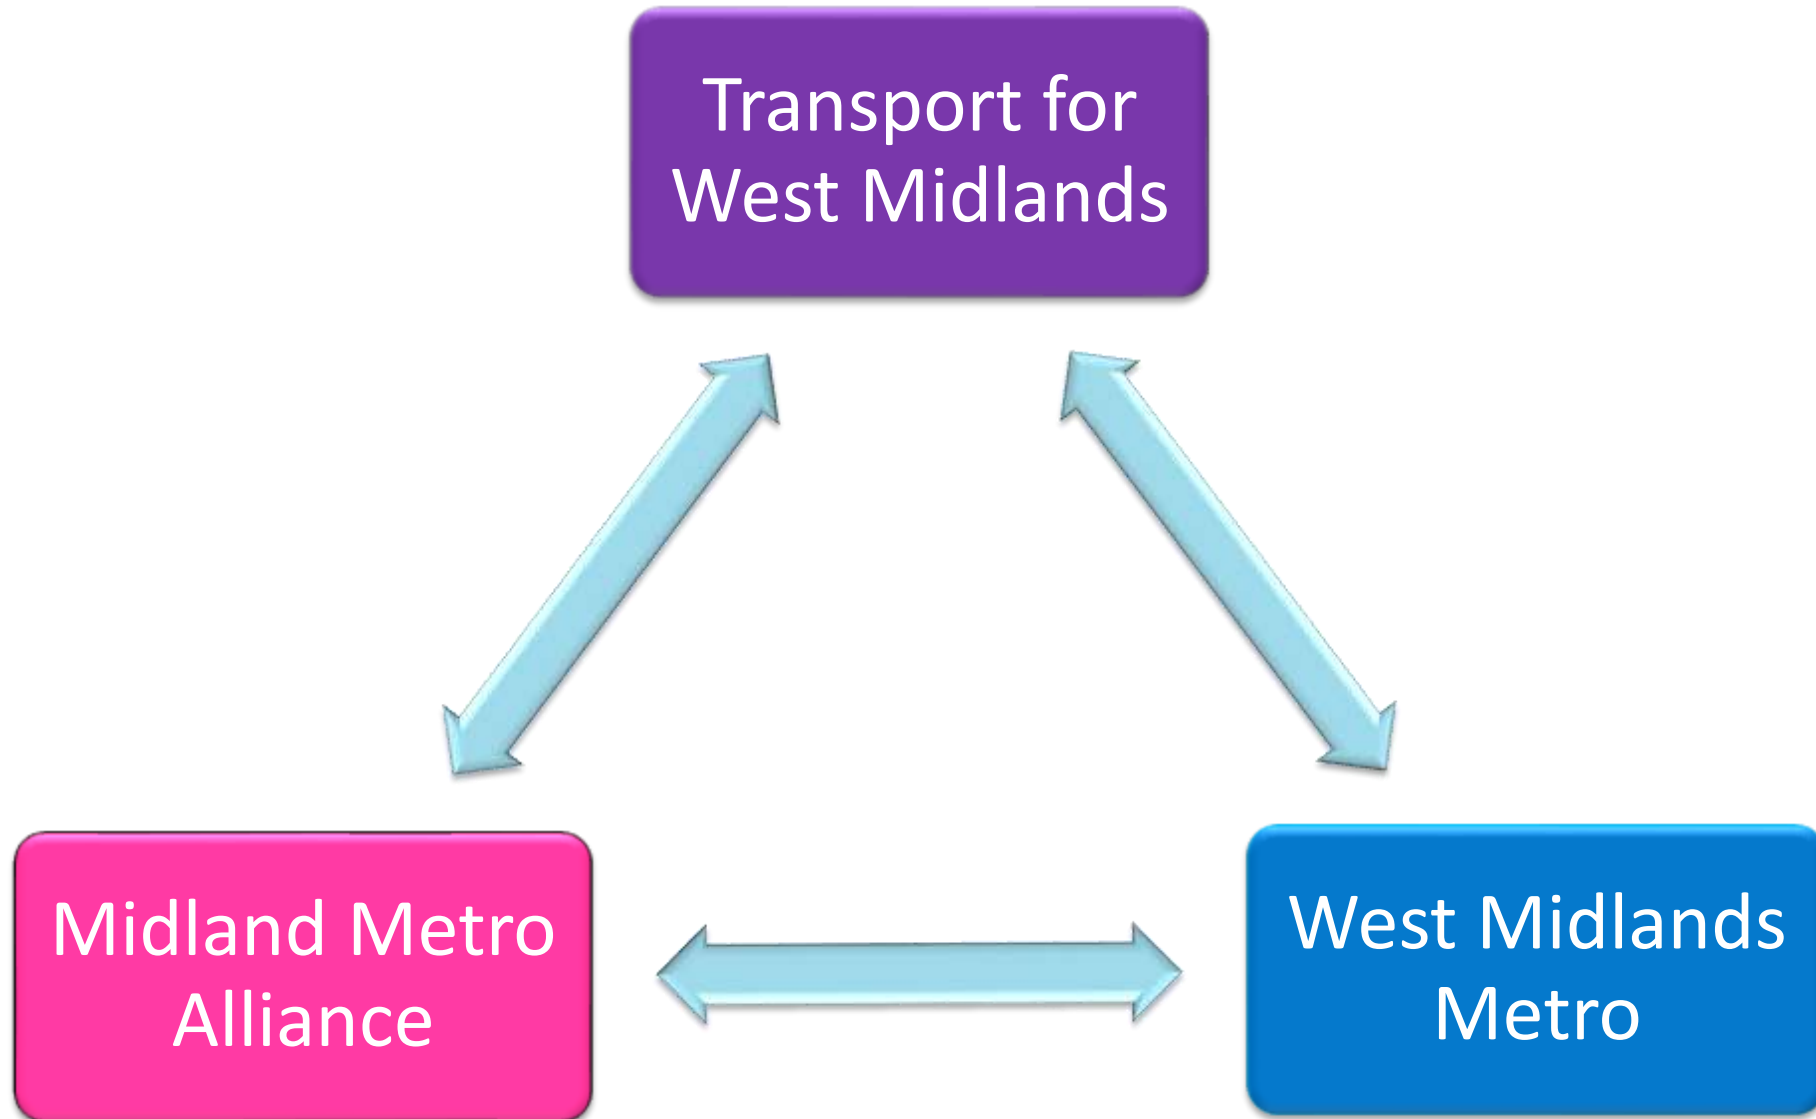 Transport for
West Midlands
Midland Metro
Alliance
West Midlands
Metro